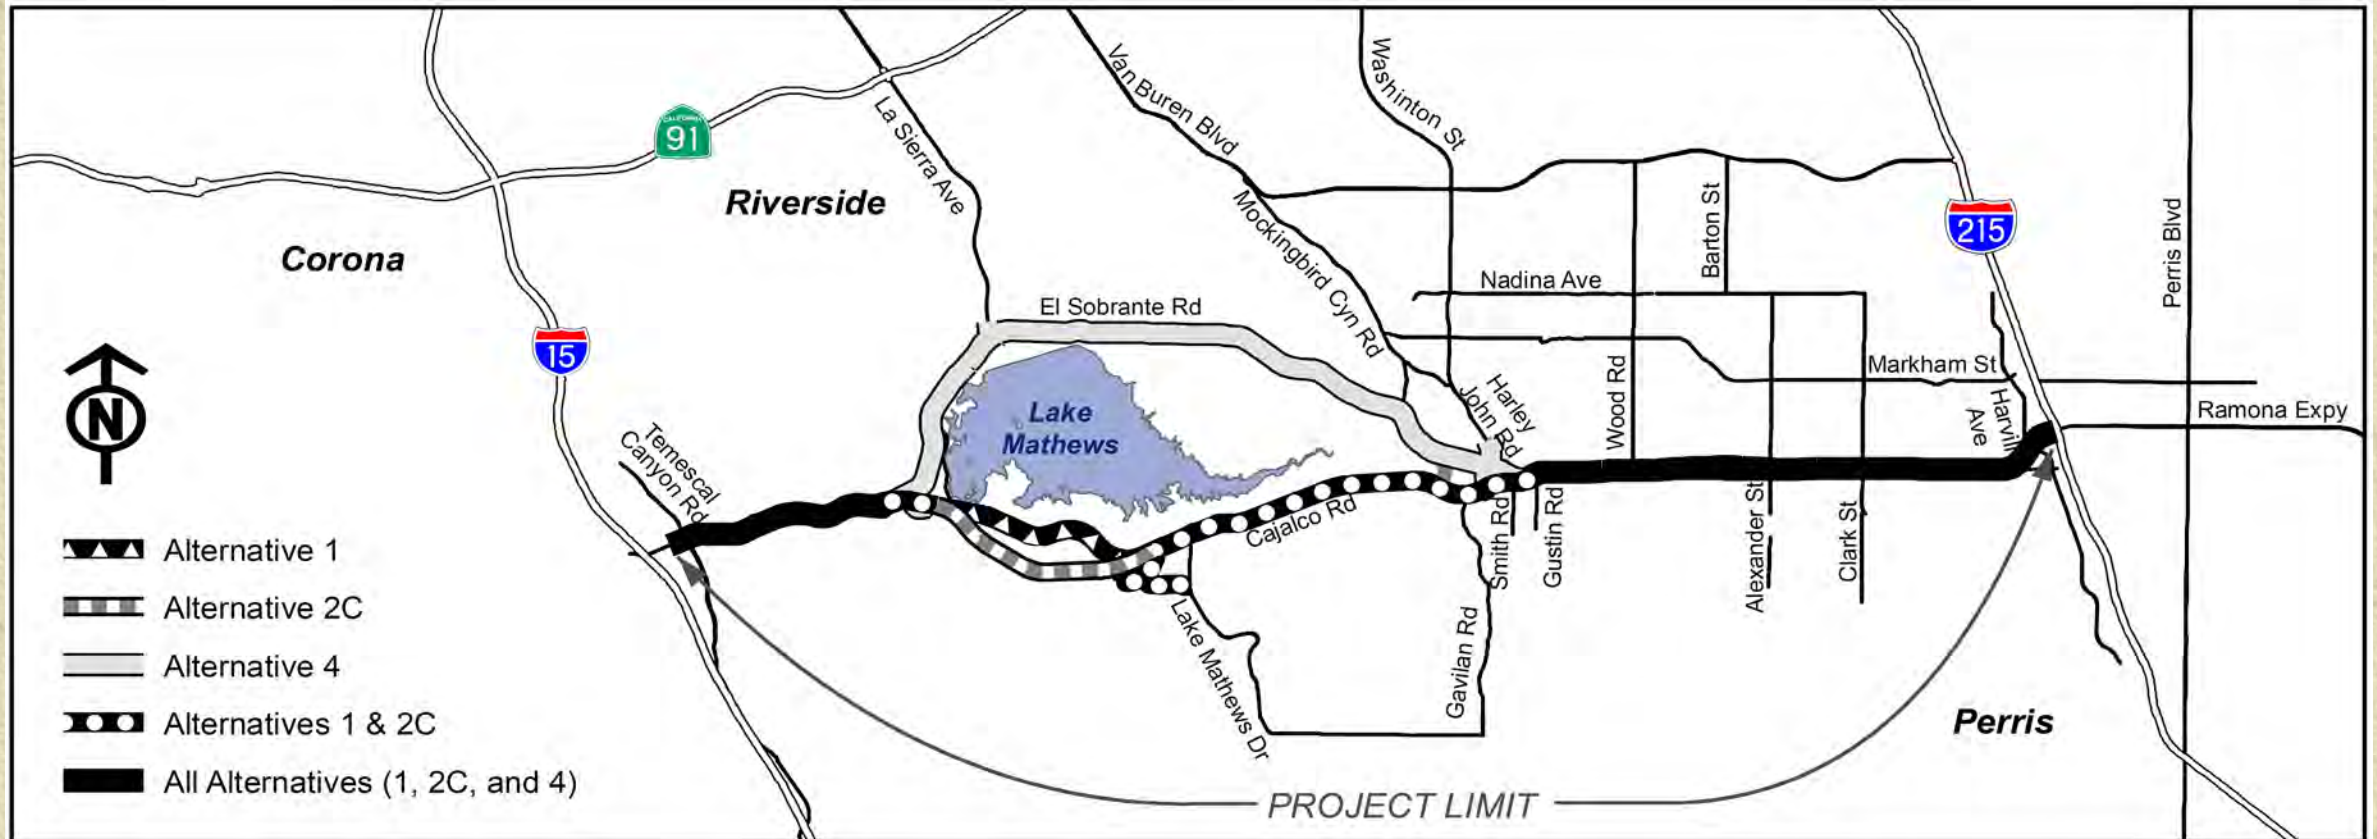 CALIFORNIA
91
La Sierra Ave
Van Buren Blvd
Washinton St
Riverside
Corona
Mockingbird Cyn Rd
Barton St
215
Perris Blvd
Nadina Ave
El Sobrante Rd
15
N
Lake
Mathews
Harley
John Rd
Wood Rd
Markham St
Harvill
Ave
Ramona Expy
Temescal
Canyon Rd
Cajalco Rd
Smith Rd
Gustin Rd
Alexander St
Clark St
Lake Mathews Dr
Gavilan Rd
Perris
PROJECT LIMIT
Alternative 1
Alternative 2C
Alternative 4
Alternatives 1 & 2C
All Alternatives (1, 2C, and 4)